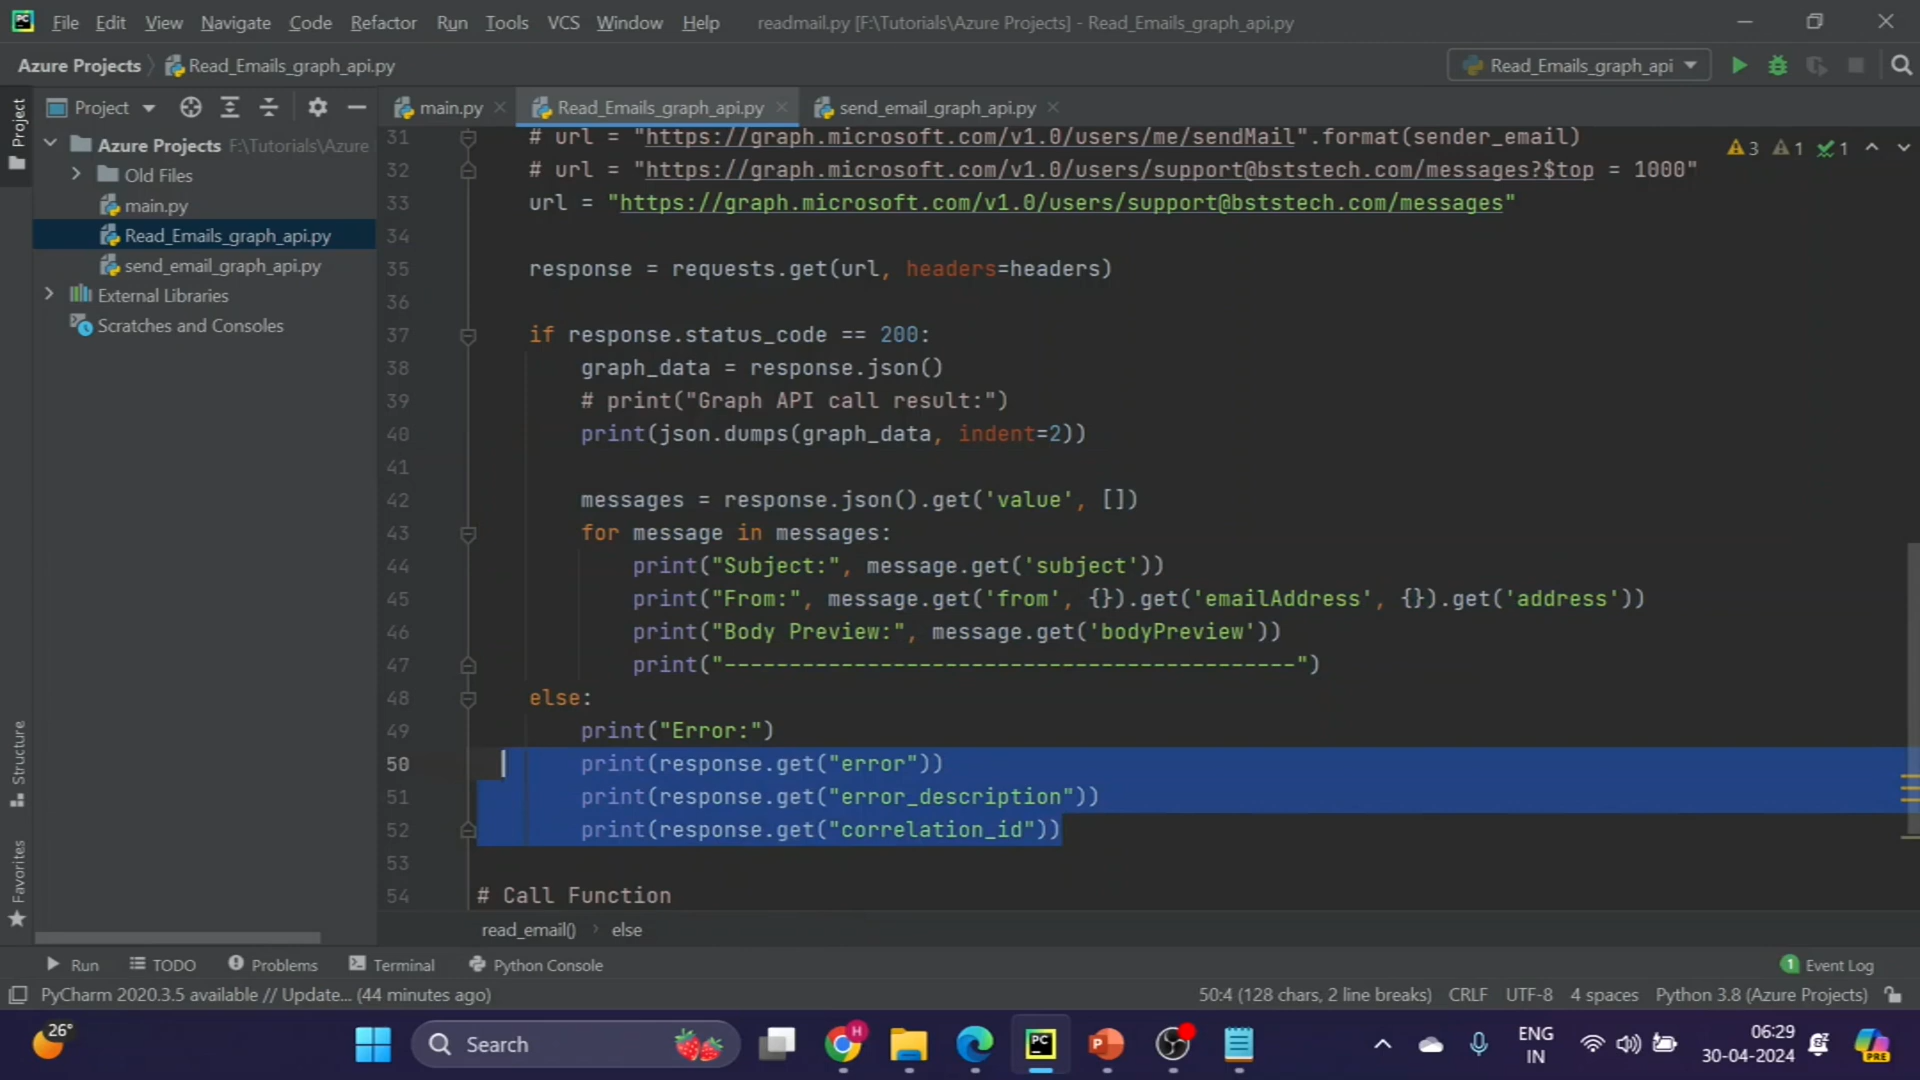 File Edit View Navigate Code Refactor Run Tools VCS Window Help readmail.py [F:\Tutorials\Azure Projects] - Read_Emails_graph_api.py
Azure Projects Read_Emails_graph_api.py Read_Emails_graph_api
Project main.py Read_Emails_graph_api.py send_email_graph_api.py
Project
Azure Projects F:\Tutorials\Azure
Old Files
main.py
Read_Emails_graph_api.py
send_email_graph_api.py
External Libraries
Scratches and Consoles
Structure
Favorites
3 1 1
31 # url = "https://graph.microsoft.com/v1.0/users/me/sendMail".format(sender_email)
32 # url = "https://graph.microsoft.com/v1.0/users/support@bststech.com/messages?$top = 1000"
33 url = "https://graph.microsoft.com/v1.0/users/support@bststech.com/messages"
34
35 response = requests.get(url, headers=headers)
36
37 if response.status_code == 200:
38 graph_data = response.json()
39 # print("Graph API call result:")
40 print(json.dumps(graph_data, indent=2))
41
42 messages = response.json().get('value', [])
43 for message in messages:
44 print("Subject:", message.get('subject'))
45 print("From:", message.get('from', {}).get('emailAddress', {}).get('address'))
46 print("Body Preview:", message.get('bodyPreview'))
47 print("--------------------------------------------")
48 else:
49 print("Error:")
50 print(response.get("error"))
51 print(response.get("error_description"))
52 print(response.get("correlation_id"))
53
54 # Call Function
read_email() else
Run TODO Problems Terminal Python Console 1 Event Log
PyCharm 2020.3.5 available // Update... (44 minutes ago) 50:4 (128 chars, 2 line breaks) CRLF UTF-8 4 spaces Python 3.8 (Azure Projects)
26° Search H PC P ENG 06:29
IN 30-04-2024 PRE